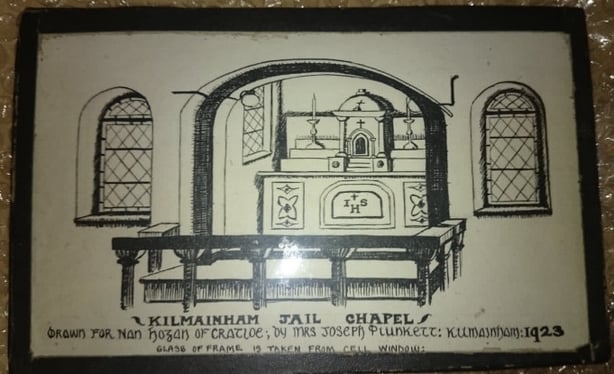 IHS
KILMAINHAM JAIL CHAPEL
DRAWN FOR NAN HOGAN OF CRATLOE; BY MRS JOSEPH PLUNKETT: KILMAINHAM: 1923
GLASS OF FRAME IS TAKEN FROM CELL WINDOW: